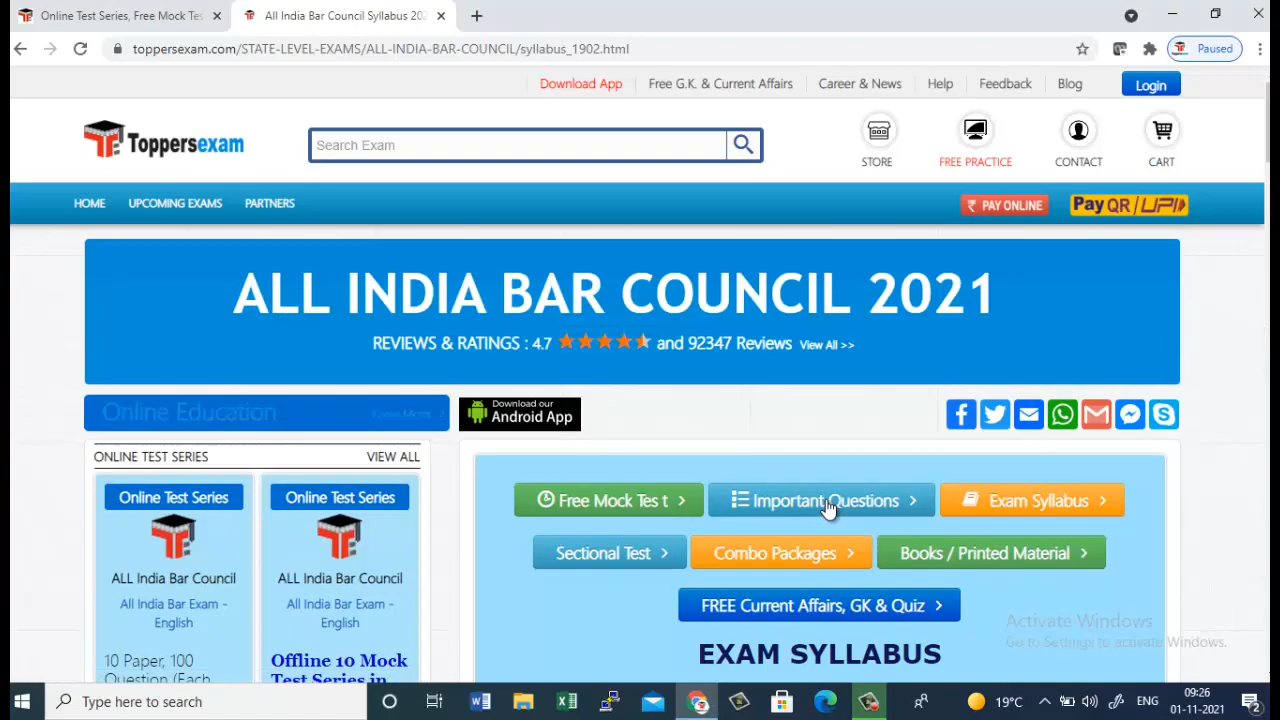 Online Test Series, Free Mock Tes
All India Bar Council Syllabus 202
toppersexam.com/STATE-LEVEL-EXAMS/ALL-INDIA-BAR-COUNCIL/syllabus_1902.html
Paused
Download App
Free G.K. & Current Affairs
Career & News
Help
Feedback
Blog
Login
Toppersexam
Search Exam
STORE
FREE PRACTICE
CONTACT
CART
HOME
UPCOMING EXAMS
PARTNERS
₹ PAY ONLINE
Pay QR/UPI
ALL INDIA BAR COUNCIL 2021
REVIEWS & RATINGS : 4.7 and 92347 Reviews View All >>
Online Education
Know More
Download our
Android App
ONLINE TEST SERIES
VIEW ALL
Online Test Series
ALL India Bar Council
All India Bar Exam -
English
10 Paper, 100
Question (Each
Online Test Series
ALL India Bar Council
All India Bar Exam -
English
Offline 10 Mock
Test Series in
Free Mock Tes t
Important Questions
Exam Syllabus
Sectional Test
Combo Packages
Books / Printed Material
FREE Current Affairs, GK & Quiz
EXAM SYLLABUS
Activate Windows
Go to Settings to activate Windows.
Type here to search
19°C
ENG
09:26
01-11-2021
2